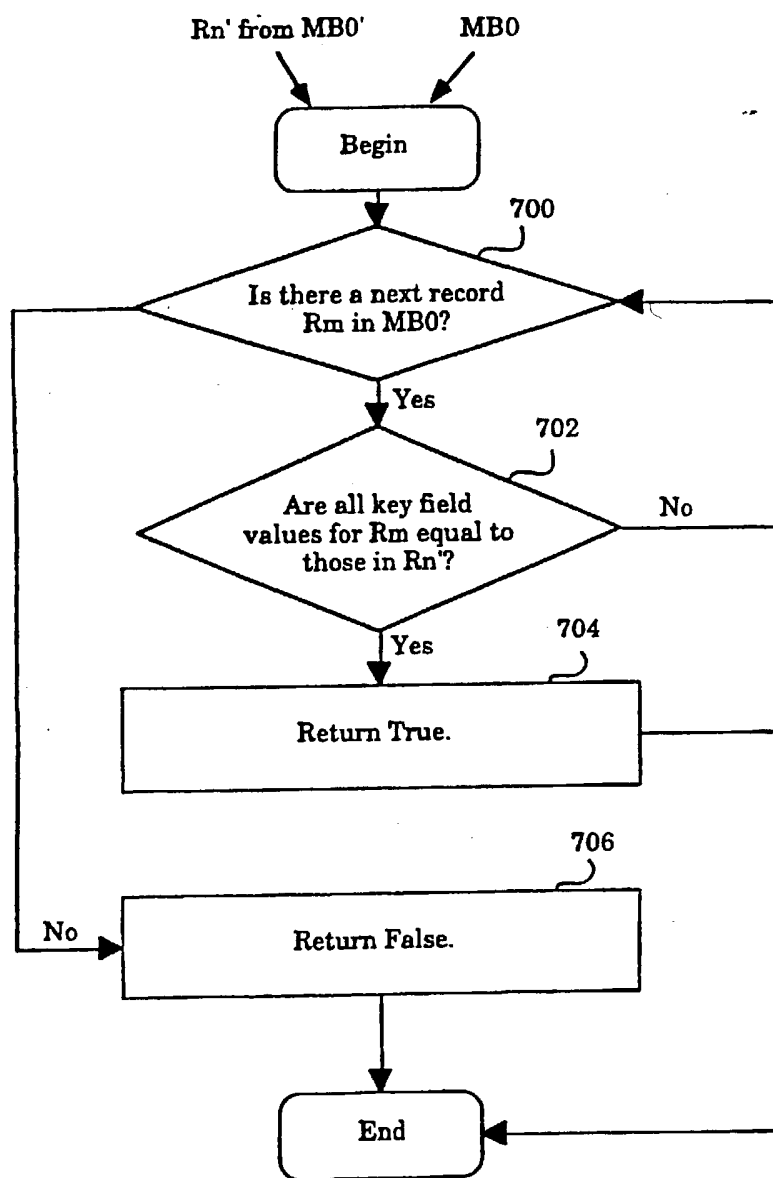 Rn' from MB0' MB0
Begin
700
Is there a next record
Rm in MB0?
Yes
702
Are all key field
values for Rm equal to
those in Rn'?
No
Yes
704
Return True.
706
No
Return False.
End